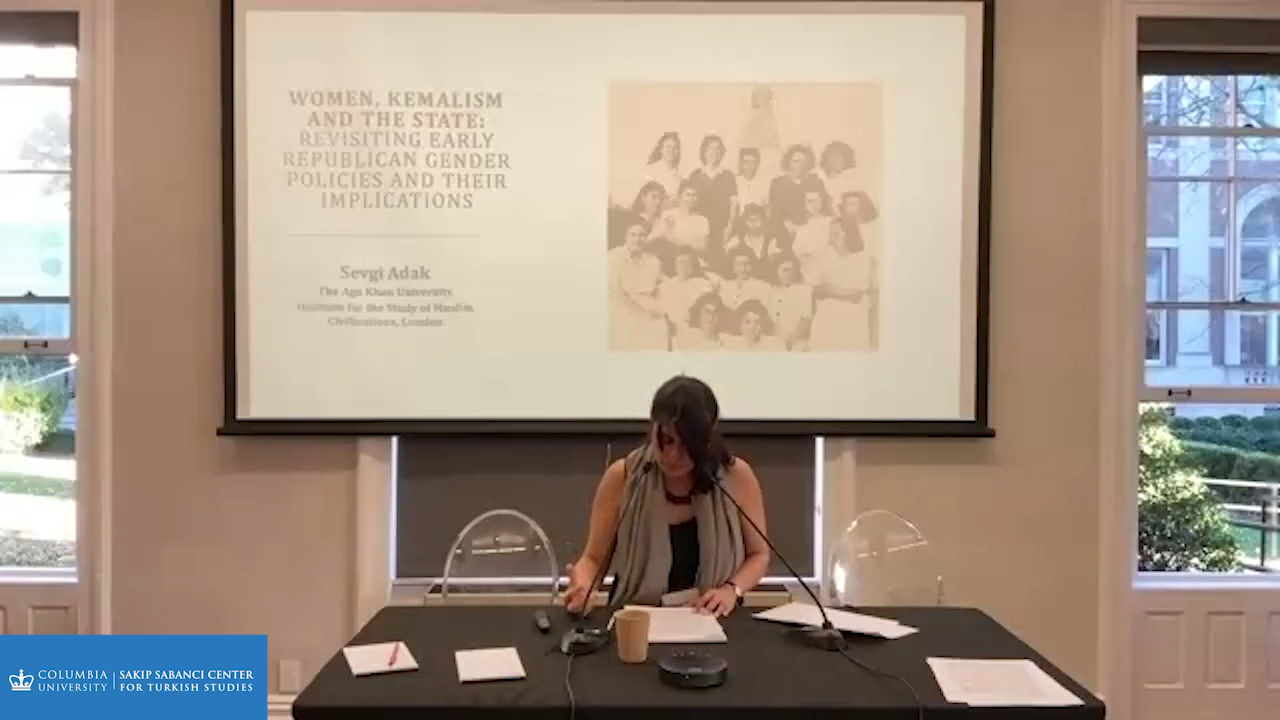 WOMEN, KEMALISM
AND THE STATE:
REVISITING EARLY
REPUBLICAN GENDER
POLICIES AND THEIR
IMPLICATIONS
Sevgi Adak
The Aga Khan University
Institute for the Study of Muslim
Civilisations, London.
COLUMBIA
UNIVERSITY
SAKIP SABANCI CENTER
FOR TURKISH STUDIES